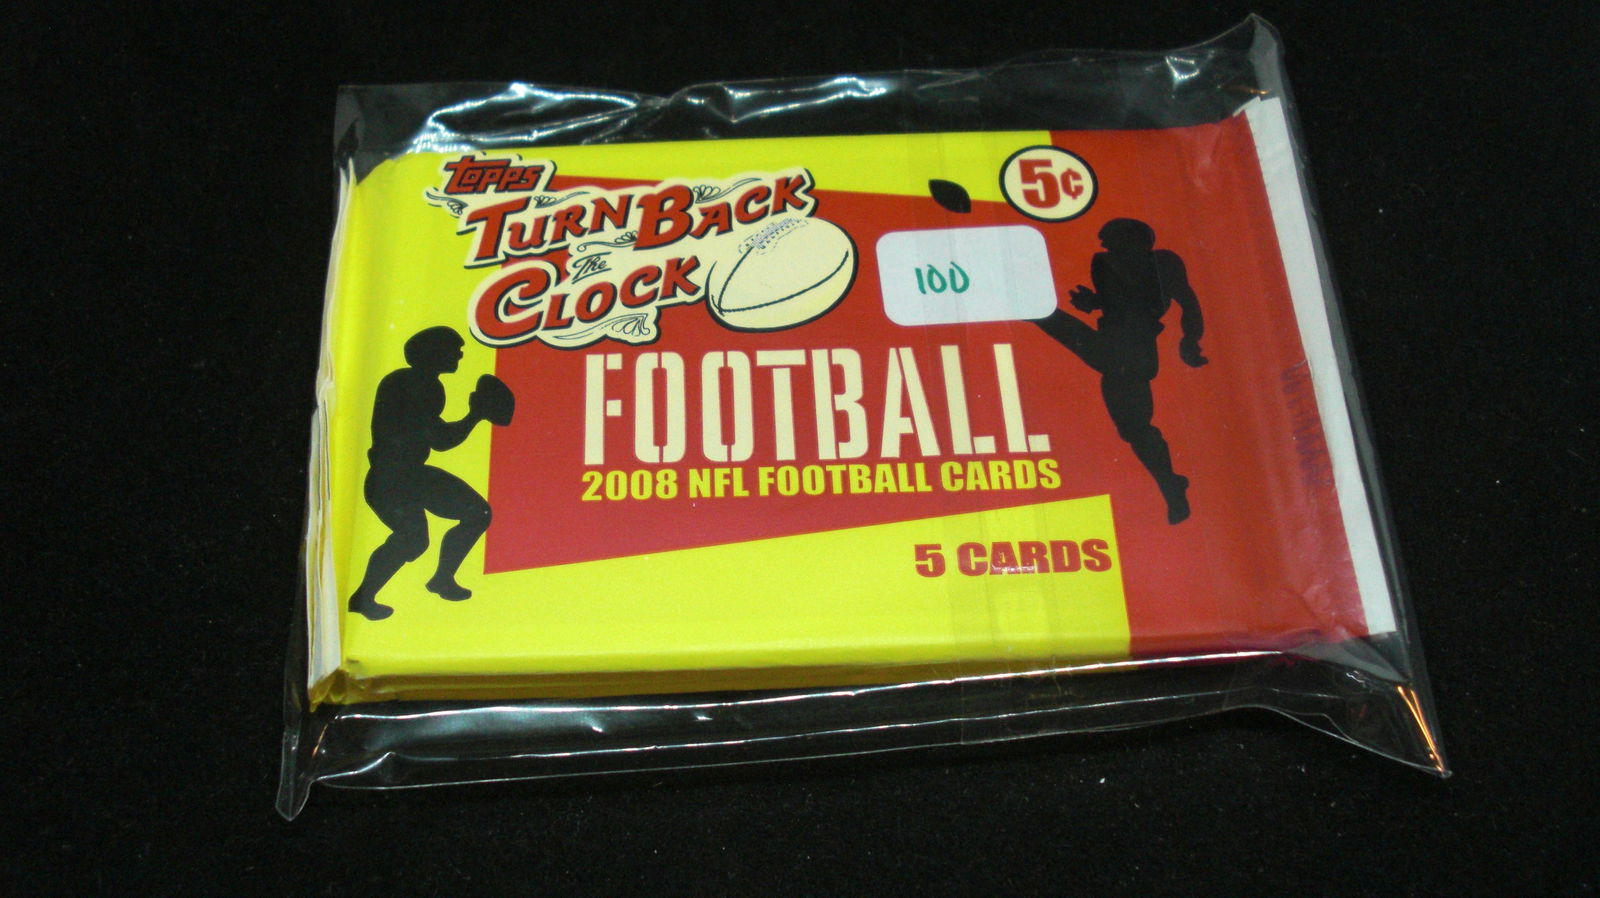 topps
TURN BACK
The
CLOCK
5¢
100
FOOTBALL
2008 NFL FOOTBALL CARDS
5 CARDS